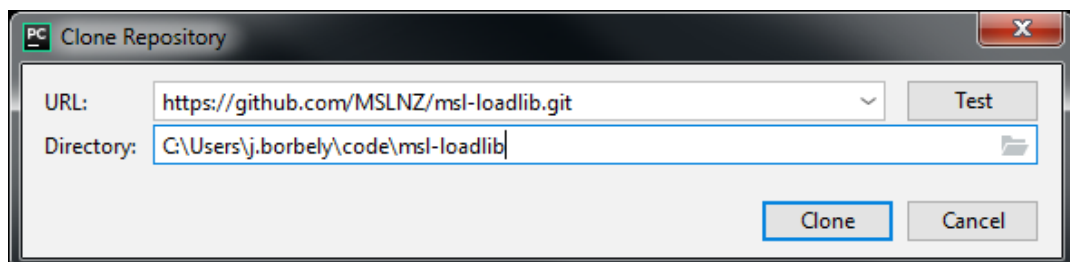 PC Clone Repository
URL: https://github.com/MSLNZ/msl-loadlib.git Test
Directory: C:\Users\j.borbely\code\msl-loadlib
Clone Cancel